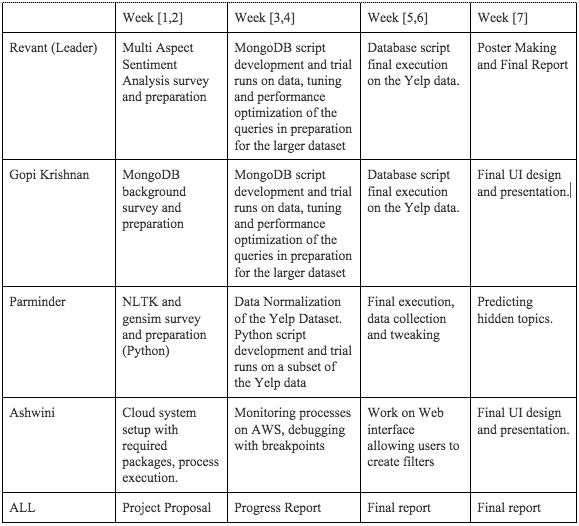 Week [1,2]
Week [3,4]
Week [5,6]
Week [7]
Revant (Leader)
Multi Aspect
Sentiment
Analysis survey
and preparation
MongoDB script
development and trial
runs on data, tuning
and performance
optimization of the
queries in preparation
for the larger dataset
Database script
final execution
on the Yelp data.
Poster Making
and Final Report
Gopi Krishnan
MongoDB
background
survey and
preparation
MongoDB script
development and trial
runs on data, tuning
and performance
optimization of the
queries in preparation
for the larger dataset
Database script
final execution
on the Yelp data.
Final UI design
and presentation.
Parminder
NLTK and
gensim survey
and preparation
(Python)
Data Normalization
of the Yelp Dataset.
Python script
development and trial
runs on a subset of
the Yelp data
Final execution,
data collection
and tweaking
Predicting
hidden topics.
Ashwini
Cloud system
setup with
required
packages, process
execution.
Monitoring processes
on AWS, debugging
with breakpoints
Work on Web
interface
allowing users to
create filters
Final UI design
and presentation.
ALL
Project Proposal
Progress Report
Final report
Final report